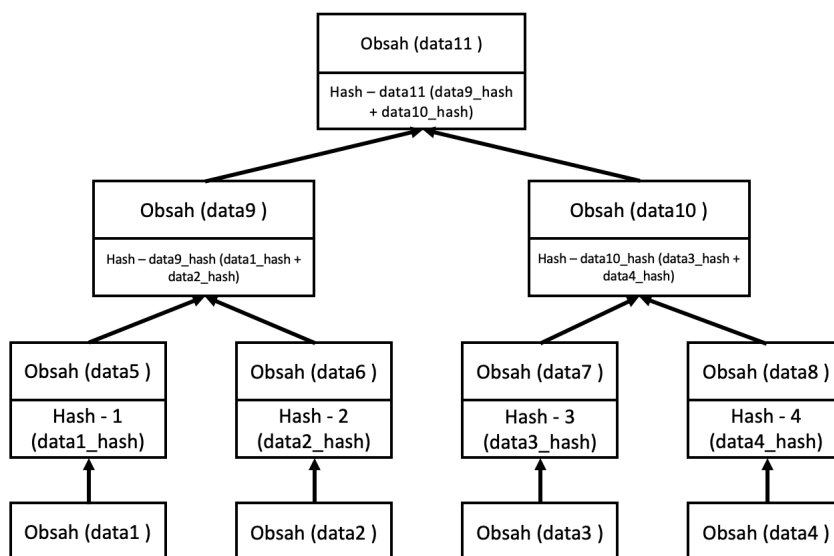 Obsah (data11 )
Hash – data11 (data9_hash
+ data10_hash)
Obsah (data9 )
Hash – data9_hash (data1_hash +
data2_hash)
Obsah (data10 )
Hash – data10_hash (data3_hash +
data4_hash)
Obsah (data5 )
Hash - 1
(data1_hash)
Obsah (data6 )
Hash - 2
(data2_hash)
Obsah (data7 )
Hash - 3
(data3_hash)
Obsah (data8 )
Hash - 4
(data4_hash)
Obsah (data1 )
Obsah (data2 )
Obsah (data3 )
Obsah (data4 )